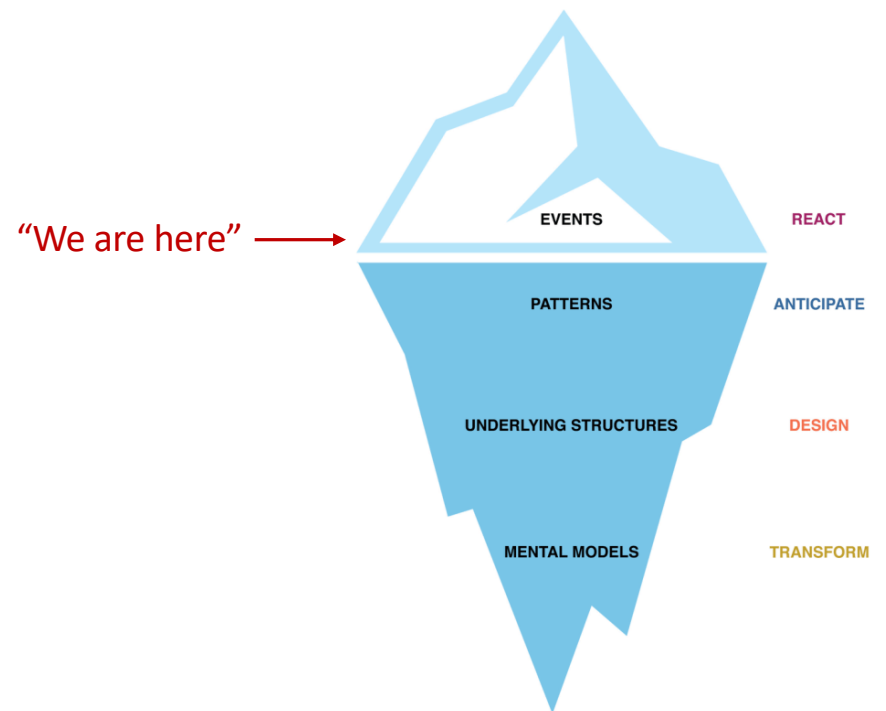 EVENTS
REACT
“We are here”
PATTERNS
ANTICIPATE
UNDERLYING STRUCTURES
DESIGN
MENTAL MODELS
TRANSFORM